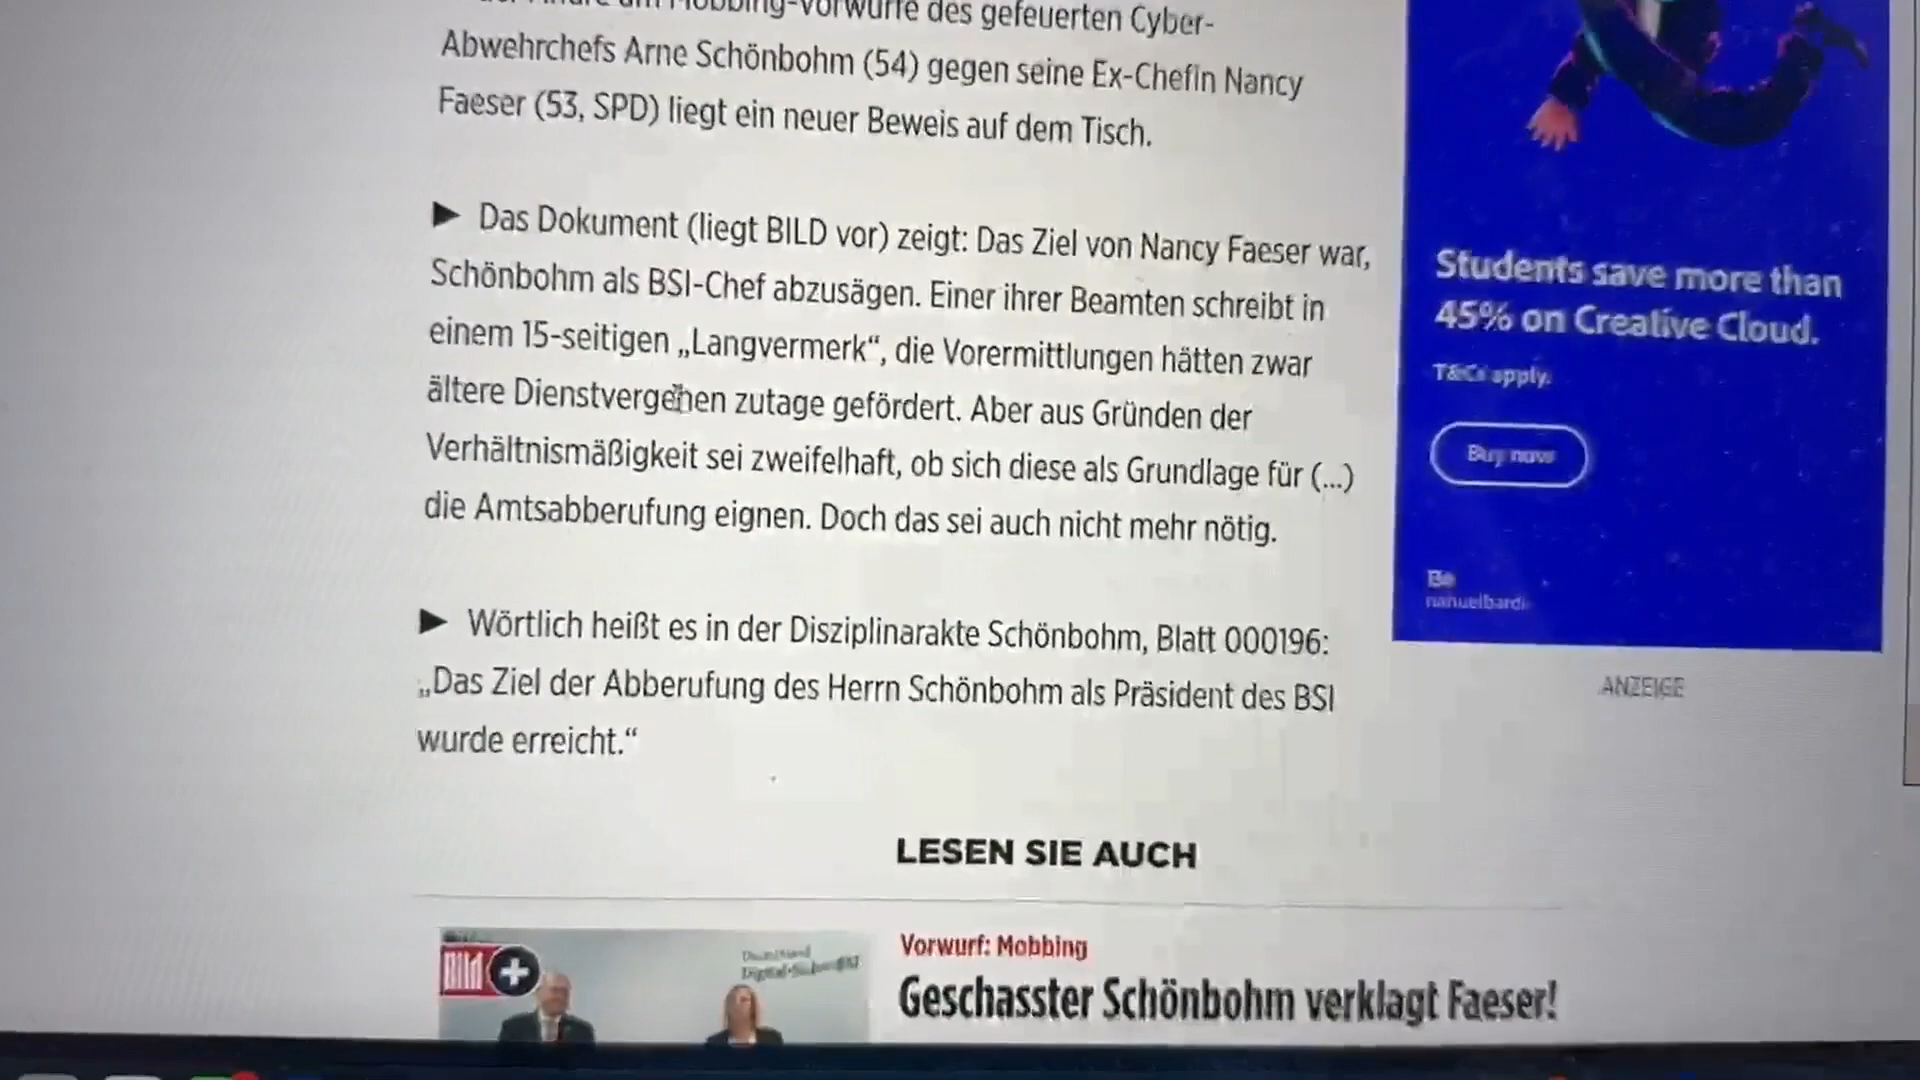 Mobbing-Vorwürfe des gefeuerten Cyber-
Abwehrchefs Arne Schönbohm (54) gegen seine Ex-Chefin Nancy
Faeser (53, SPD) liegt ein neuer Beweis auf dem Tisch.
► Das Dokument (liegt BILD vor) zeigt: Das Ziel von Nancy Faeser war,
Schönbohm als BSI-Chef abzusägen. Einer ihrer Beamten schreibt in
einem 15-seitigen „Langvermerk“, die Vorermittlungen hätten zwar
ältere Dienstvergehen zutage gefördert. Aber aus Gründen der
Verhältnismäßigkeit sei zweifelhaft, ob sich diese als Grundlage für (...)
die Amtsabberufung eignen. Doch das sei auch nicht mehr nötig.
► Wörtlich heißt es in der Disziplinarakte Schönbohm, Blatt 000196:
„Das Ziel der Abberufung des Herrn Schönbohm als Präsident des BSI
wurde erreicht.“
Students save more than
45% on Creative Cloud.
T&Cs apply.
Buy now
ANZEIGE
LESEN SIE AUCH
Bild +
Vorwurf: Mobbing
Geschasster Schönbohm verklagt Faeser!